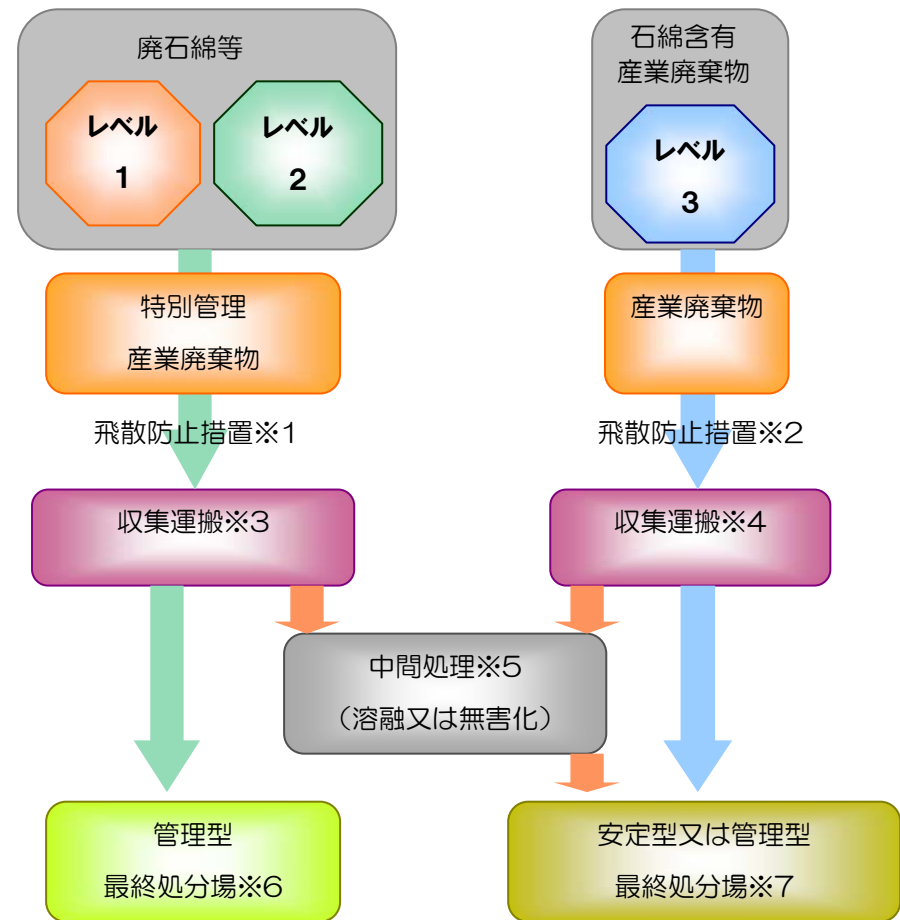 廃石綿等
レベル
1
レベル
2
石綿含有
産業廃棄物
レベル
3
特別管理
産業廃棄物
産業廃棄物
飛散防止措置※1
飛散防止措置※2
収集運搬※3
収集運搬※4
中間処理※5
（溶融又は無害化）
管理型
最終処分場※6
安定型又は管理型
最終処分場※7